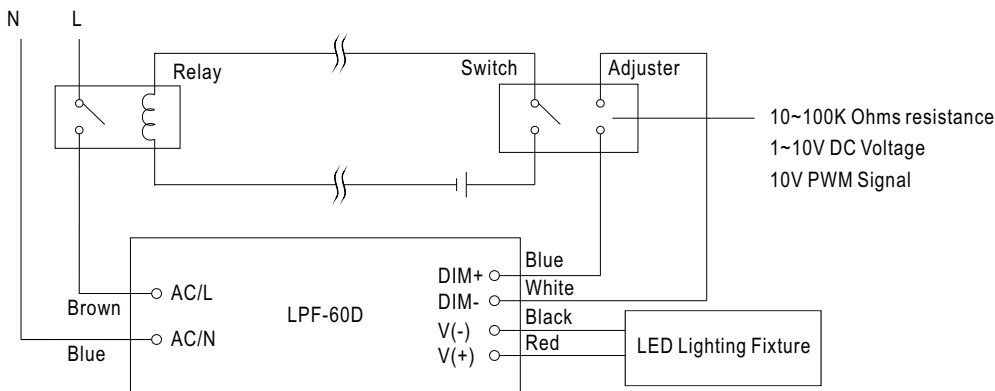 N L
Relay
Switch
Adjuster
10~100K Ohms resistance
1~10V DC Voltage
10V PWM Signal
Brown
Blue
AC/L
AC/N
LPF-60D
DIM+
DIM-
V(-)
V(+)
Blue
White
Black
Red
LED Lighting Fixture